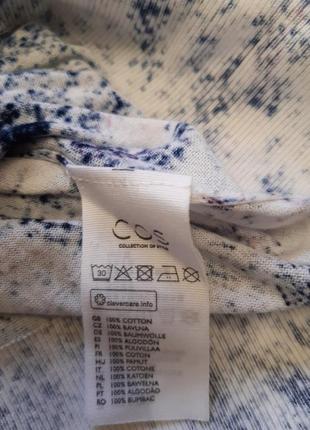 COS
COLLECTION OF STYLE
30
clevercare.info
GB 100% COTTON
CZ 100% BAVLNA
DE 100% BAUMWOLLE
ES 100% ALGODÓN
FI 100% PUUVILLAA
FR 100% COTON
HU 100% PAMUT
IT 100% COTONE
NL 100% KATOEN
PL 100% BAWEŁNA
PT 100% ALGODÃO
RO 100% BUMBAC